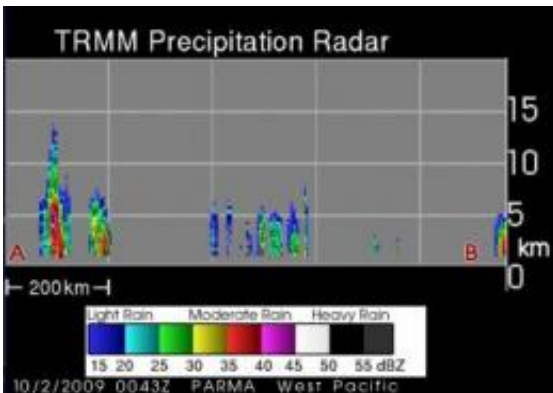 TRMM Precipitation Radar
15
10
5
A B km
0
200km
Light Rain Moderate Rain Heavy Rain
15 20 25 30 35 40 45 50 55 dBZ
10/2/2009 0043Z PARMA West Pacific